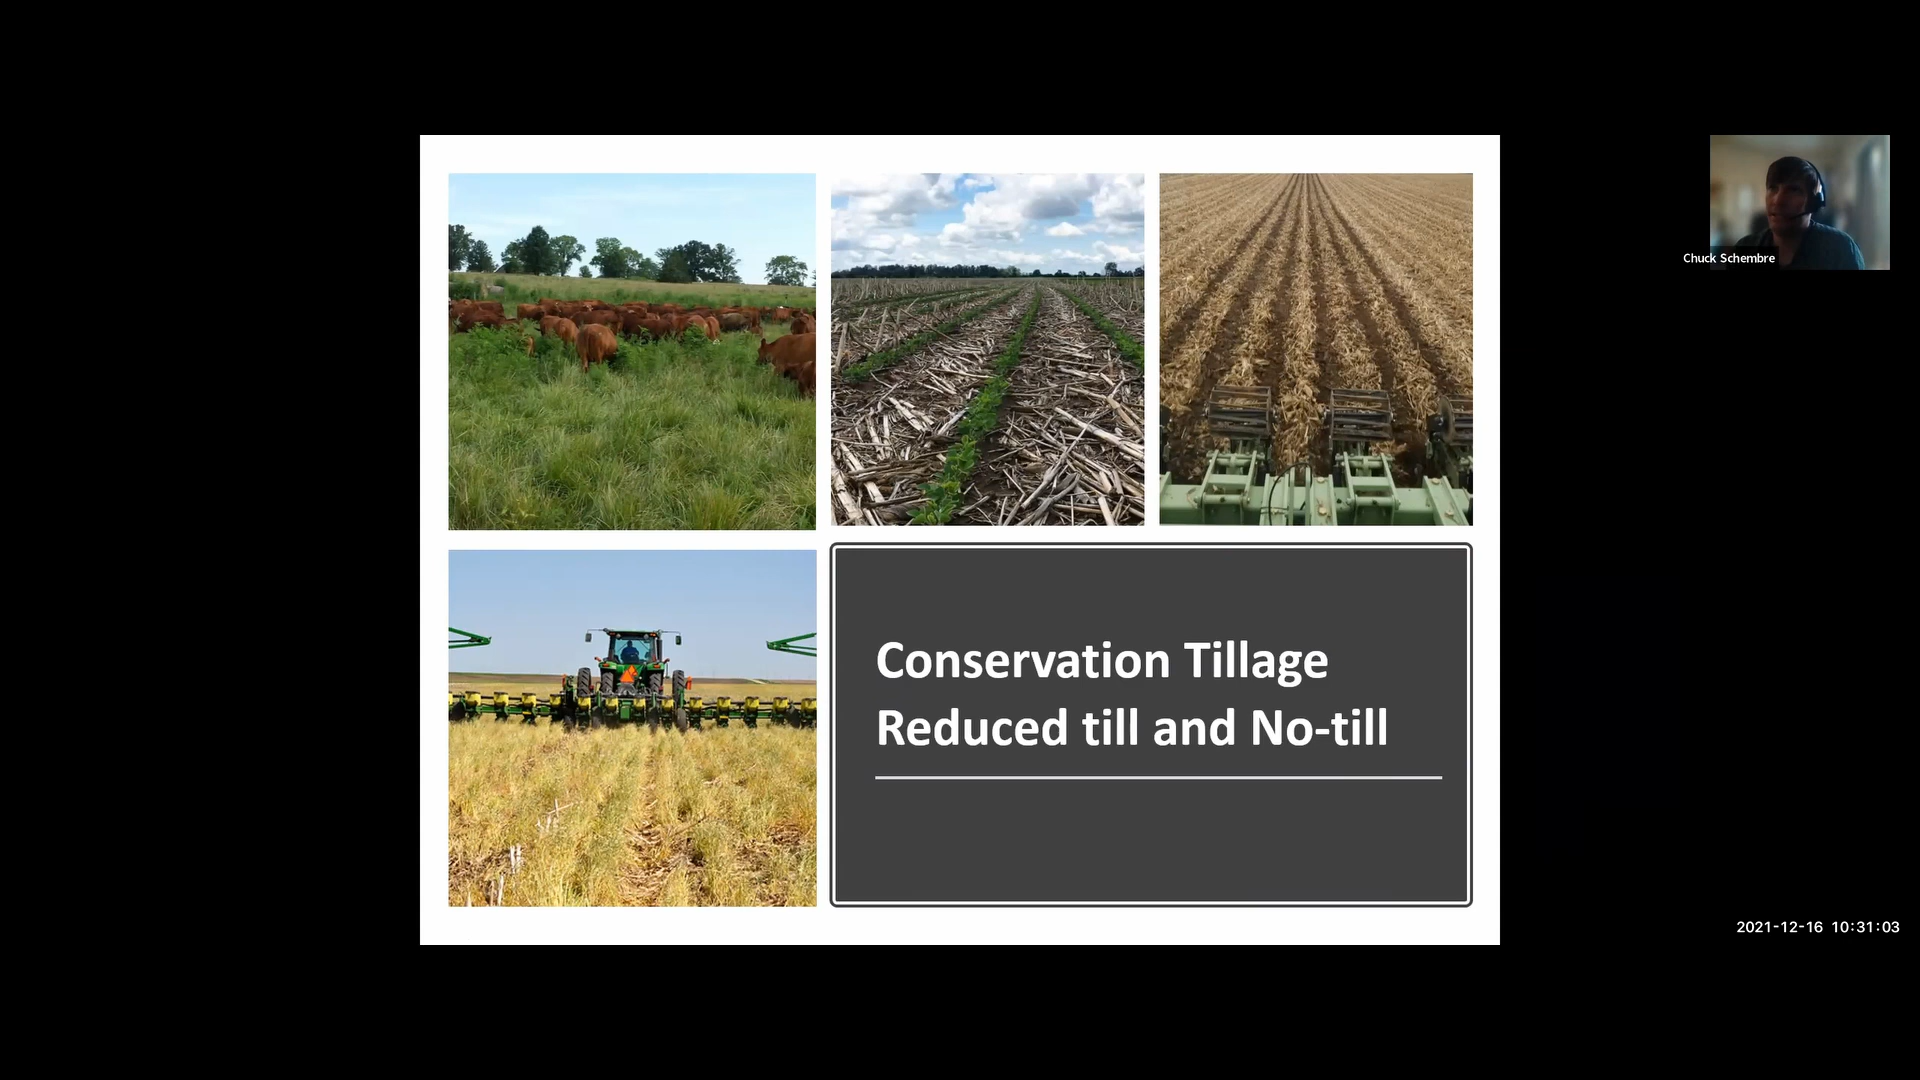 Chuck Schembre
Conservation Tillage
Reduced till and No-till
2021-12-16 10:31:03